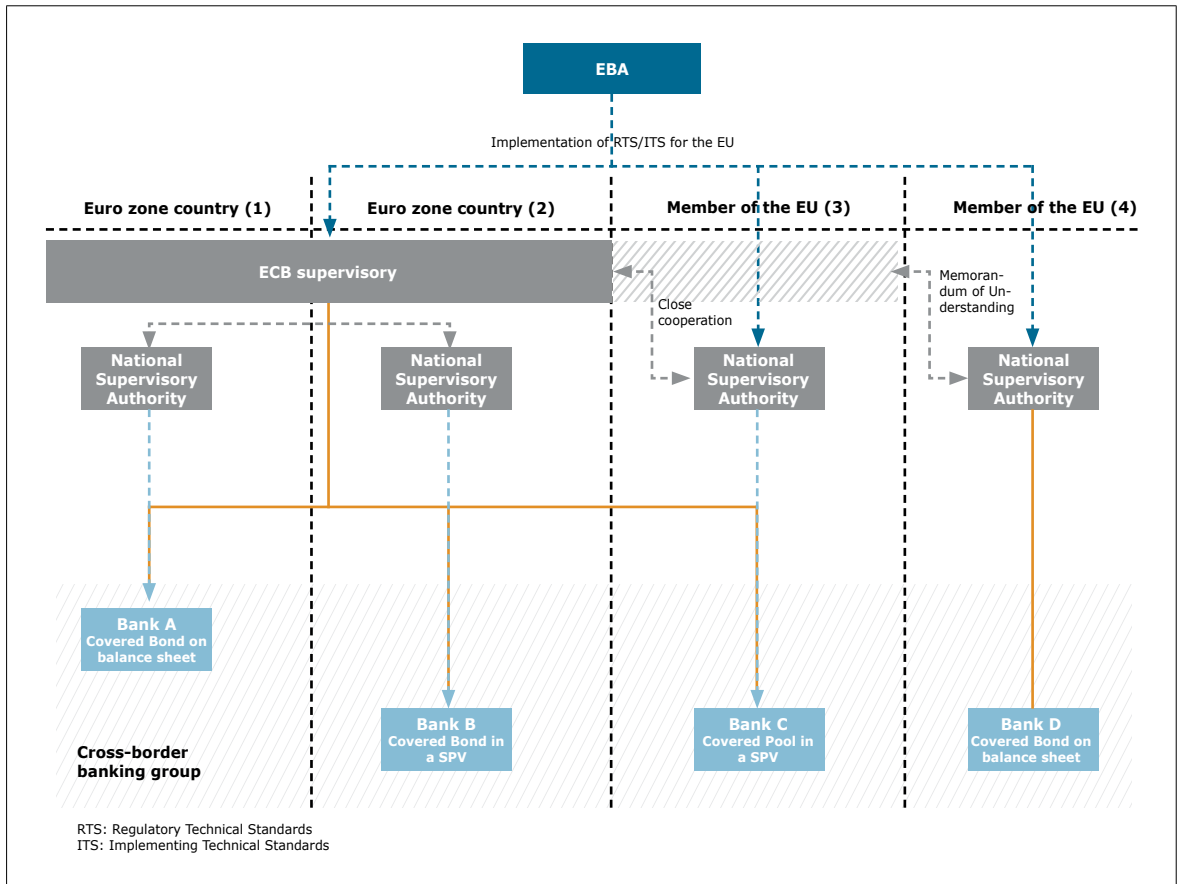 EBA
Implementation of RTS/ITS for the EU
Euro zone country (1)
Euro zone country (2)
Member of the EU (3)
Member of the EU (4)
ECB supervisory
Close
cooperation
Memoran-
dum of Un-
derstanding
National
Supervisory
Authority
National
Supervisory
Authority
National
Supervisory
Authority
National
Supervisory
Authority
Bank A
Covered Bond on
balance sheet
Bank B
Covered Bond in
a SPV
Bank C
Covered Pool in
a SPV
Bank D
Covered Bond on
balance sheet
Cross-border
banking group
RTS: Regulatory Technical Standards
ITS: Implementing Technical Standards